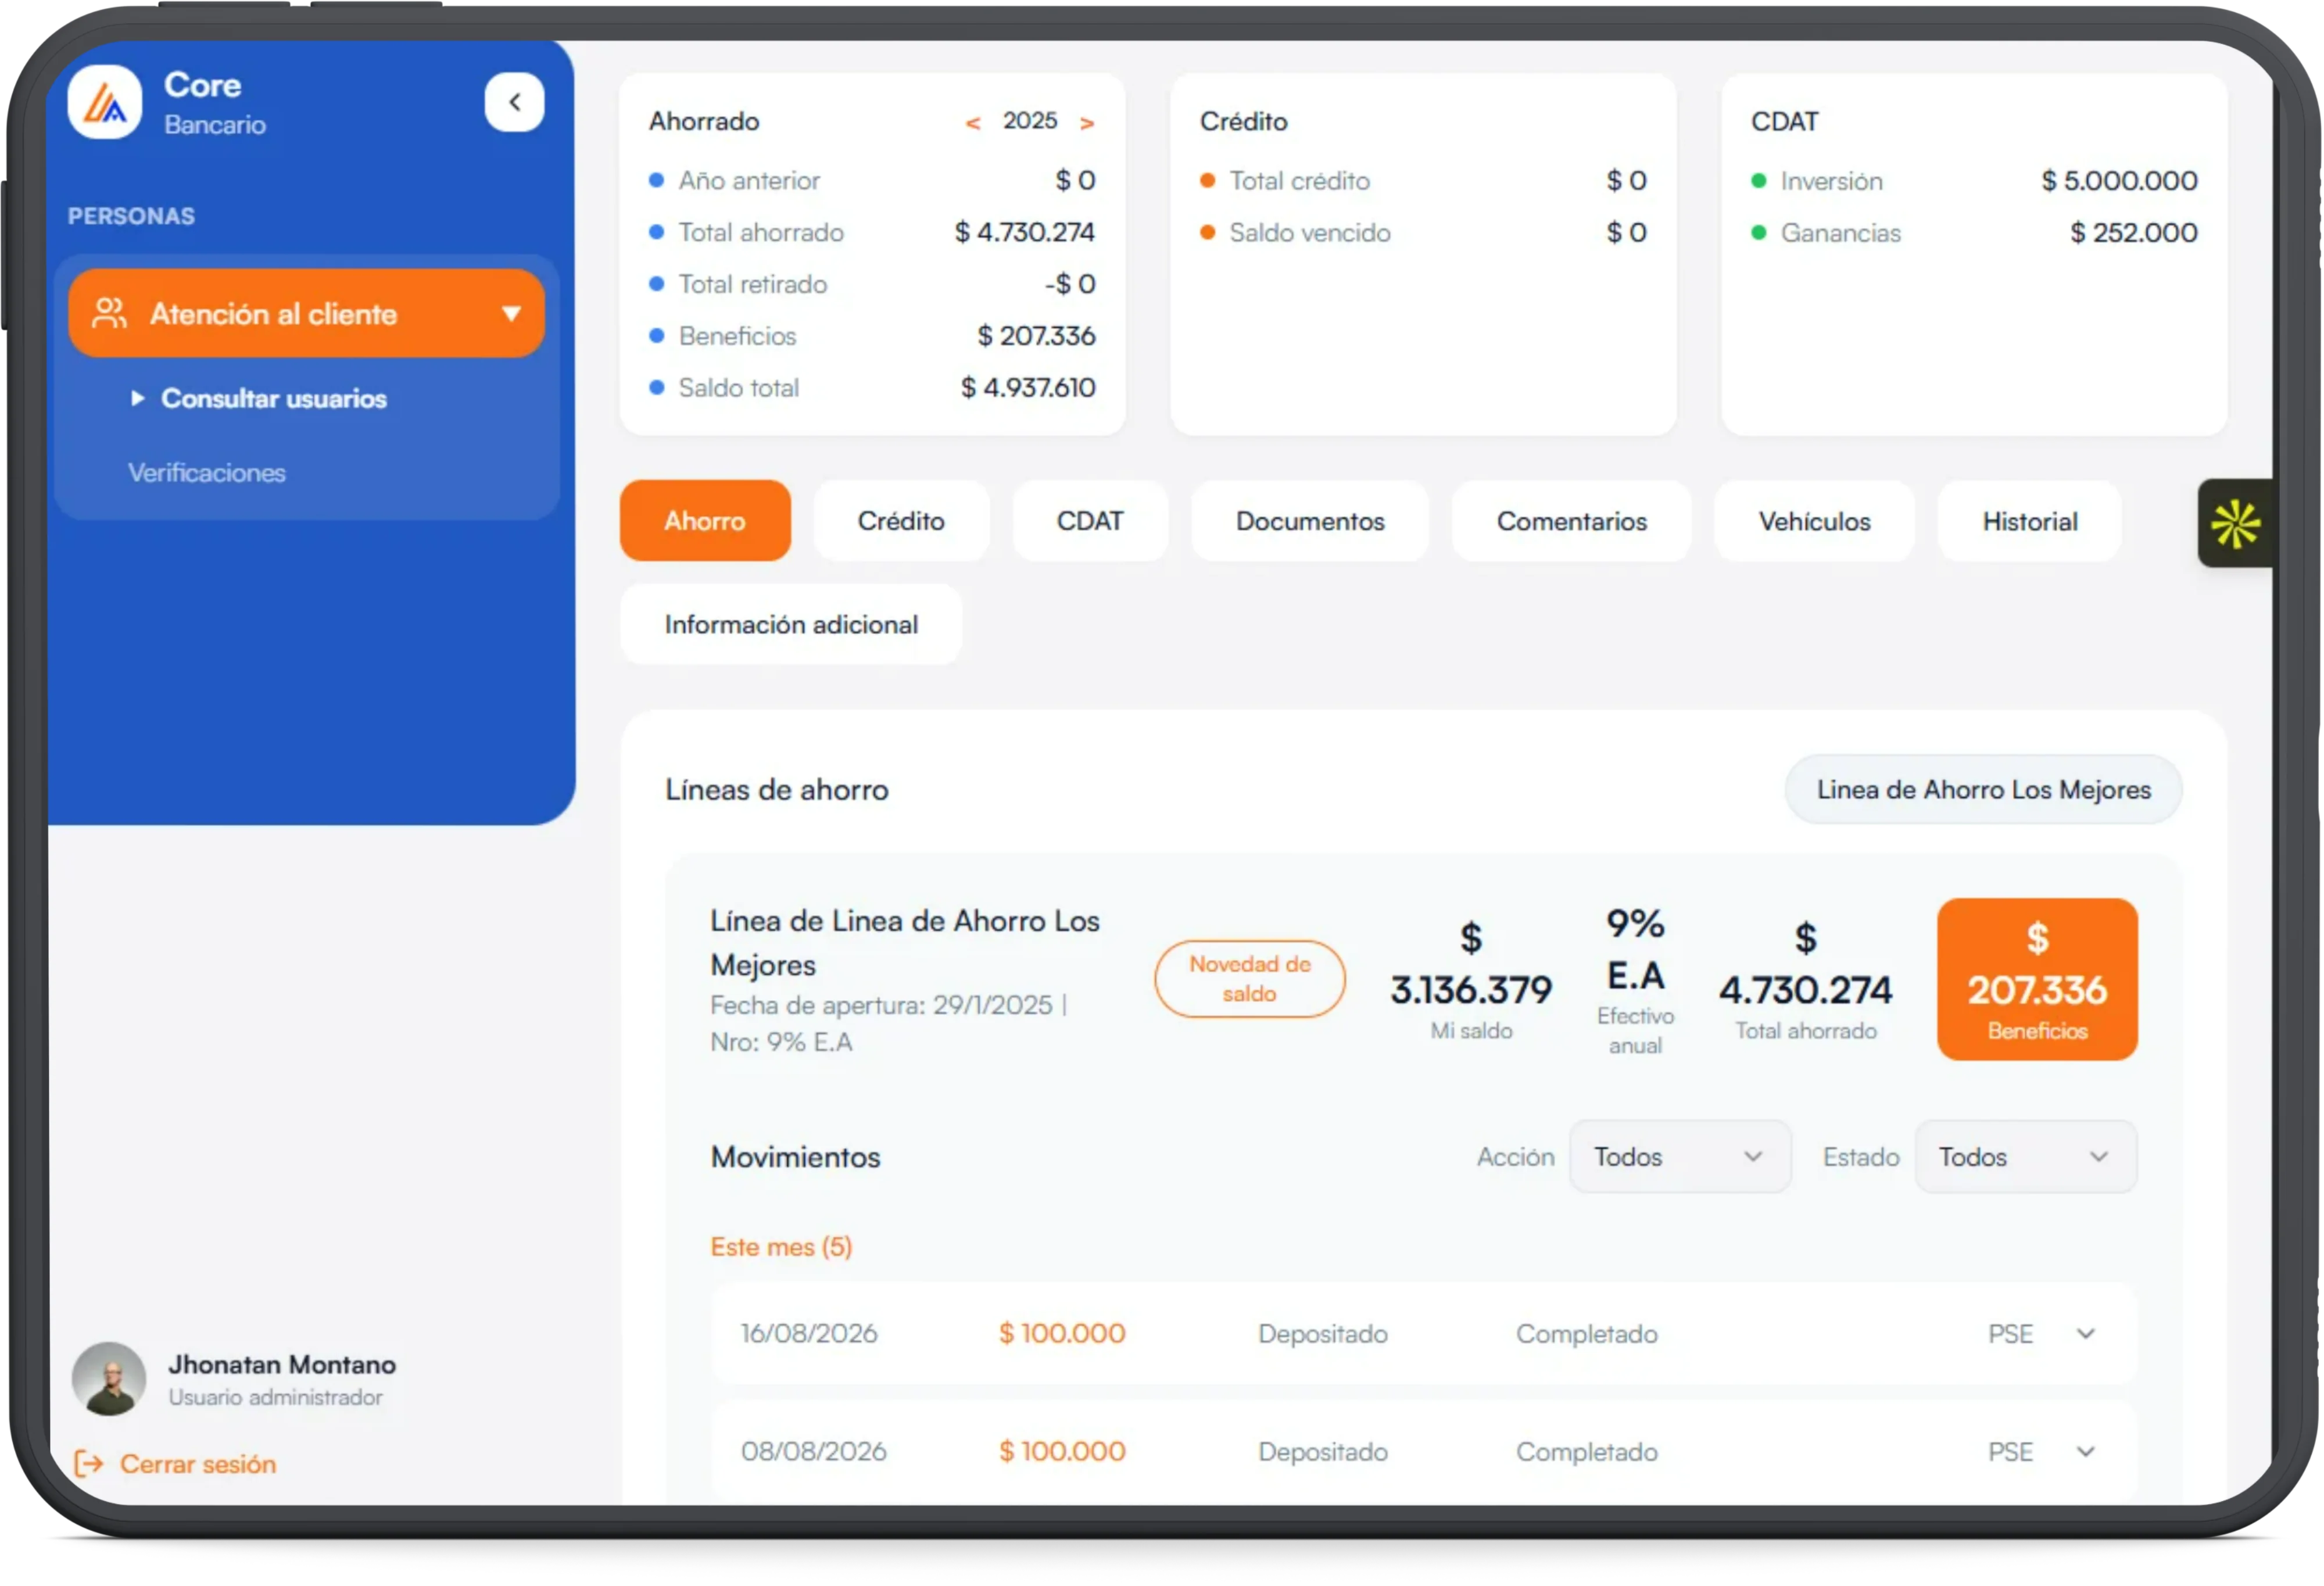 Core
Bancario
PERSONAS
Atención al cliente
Consultar usuarios
Verificaciones
Jhonatan Montano
Usuario administrador
Cerrar sesión
Ahorrado < 2025 >
Año anterior $ 0
Total ahorrado $ 4.730.274
Total retirado -$ 0
Beneficios $ 207.336
Saldo total $ 4.937.610
Crédito
Total crédito $ 0
Saldo vencido $ 0
CDAT
Inversión $ 5.000.000
Ganancias $ 252.000
Ahorro Crédito CDAT Documentos Comentarios Vehículos Historial
Información adicional
Líneas de ahorro Linea de Ahorro Los Mejores
Línea de Linea de Ahorro Los
Mejores
Fecha de apertura: 29/1/2025 |
Nro: 9% E.A
Novedad de
saldo
$
3.136.379
Mi saldo
9%
E.A
Efectivo
anual
$
4.730.274
Total ahorrado
$
207.336
Beneficios
Movimientos Acción Todos Estado Todos
Este mes (5)
16/08/2026 $ 100.000 Depositado Completado PSE
08/08/2026 $ 100.000 Depositado Completado PSE